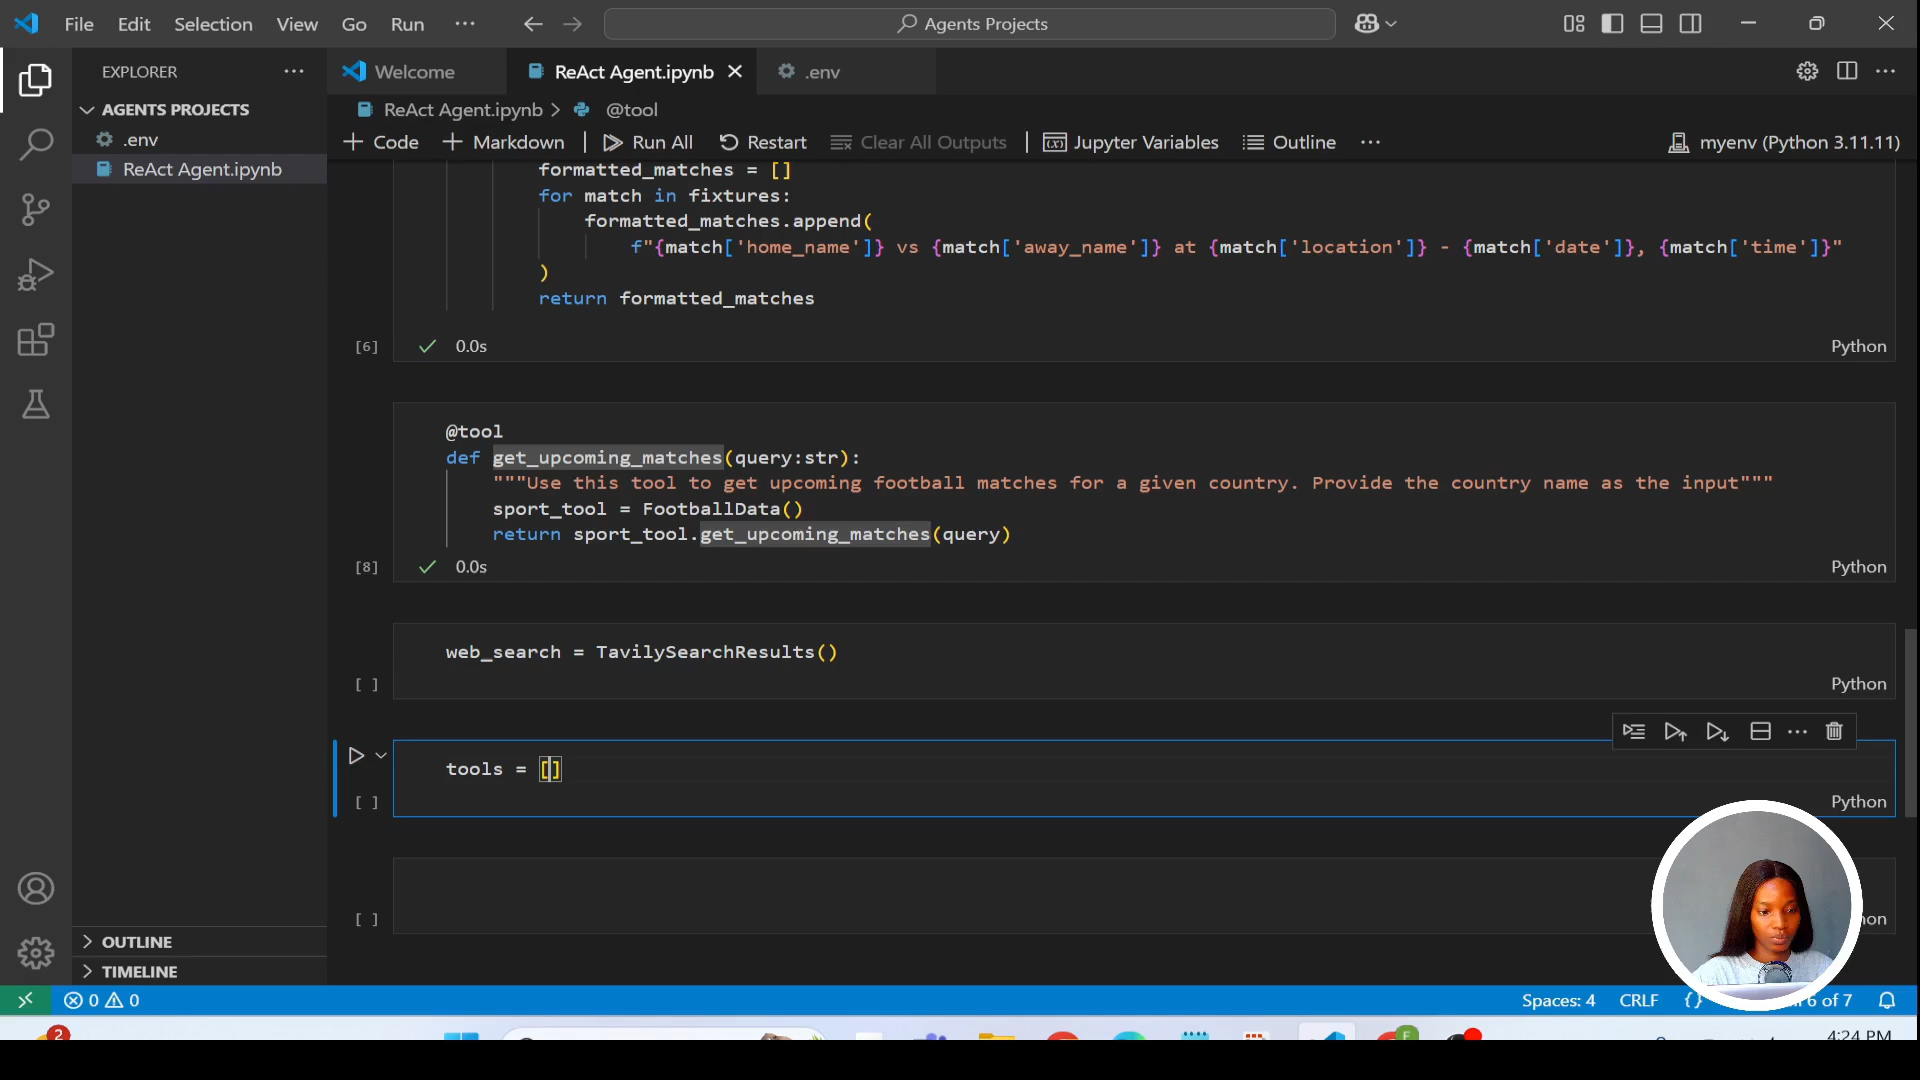 File Edit Selection View Go Run ··· Agents Projects
EXPLORER ···
AGENTS PROJECTS
.env
ReAct Agent.ipynb
OUTLINE
TIMELINE
Welcome ReAct Agent.ipynb .env
ReAct Agent.ipynb > @tool
+ Code + Markdown Run All Restart Clear All Outputs Jupyter Variables Outline ··· myenv (Python 3.11.11)
formatted_matches = []
for match in fixtures:
formatted_matches.append(
f"{match['home_name']} vs {match['away_name']} at {match['location']} - {match['date']}, {match['time']}"
)
return formatted_matches
[6] 0.0s Python
@tool
def get_upcoming_matches(query:str):
"""Use this tool to get upcoming football matches for a given country. Provide the country name as the input"""
sport_tool = FootballData()
return sport_tool.get_upcoming_matches(query)
[8] 0.0s Python
web_search = TavilySearchResults()
[ ] Python
tools = []
[ ] Python
[ ]
0 0 Spaces: 4 CRLF {} 6 of 7
2 4:24 PM